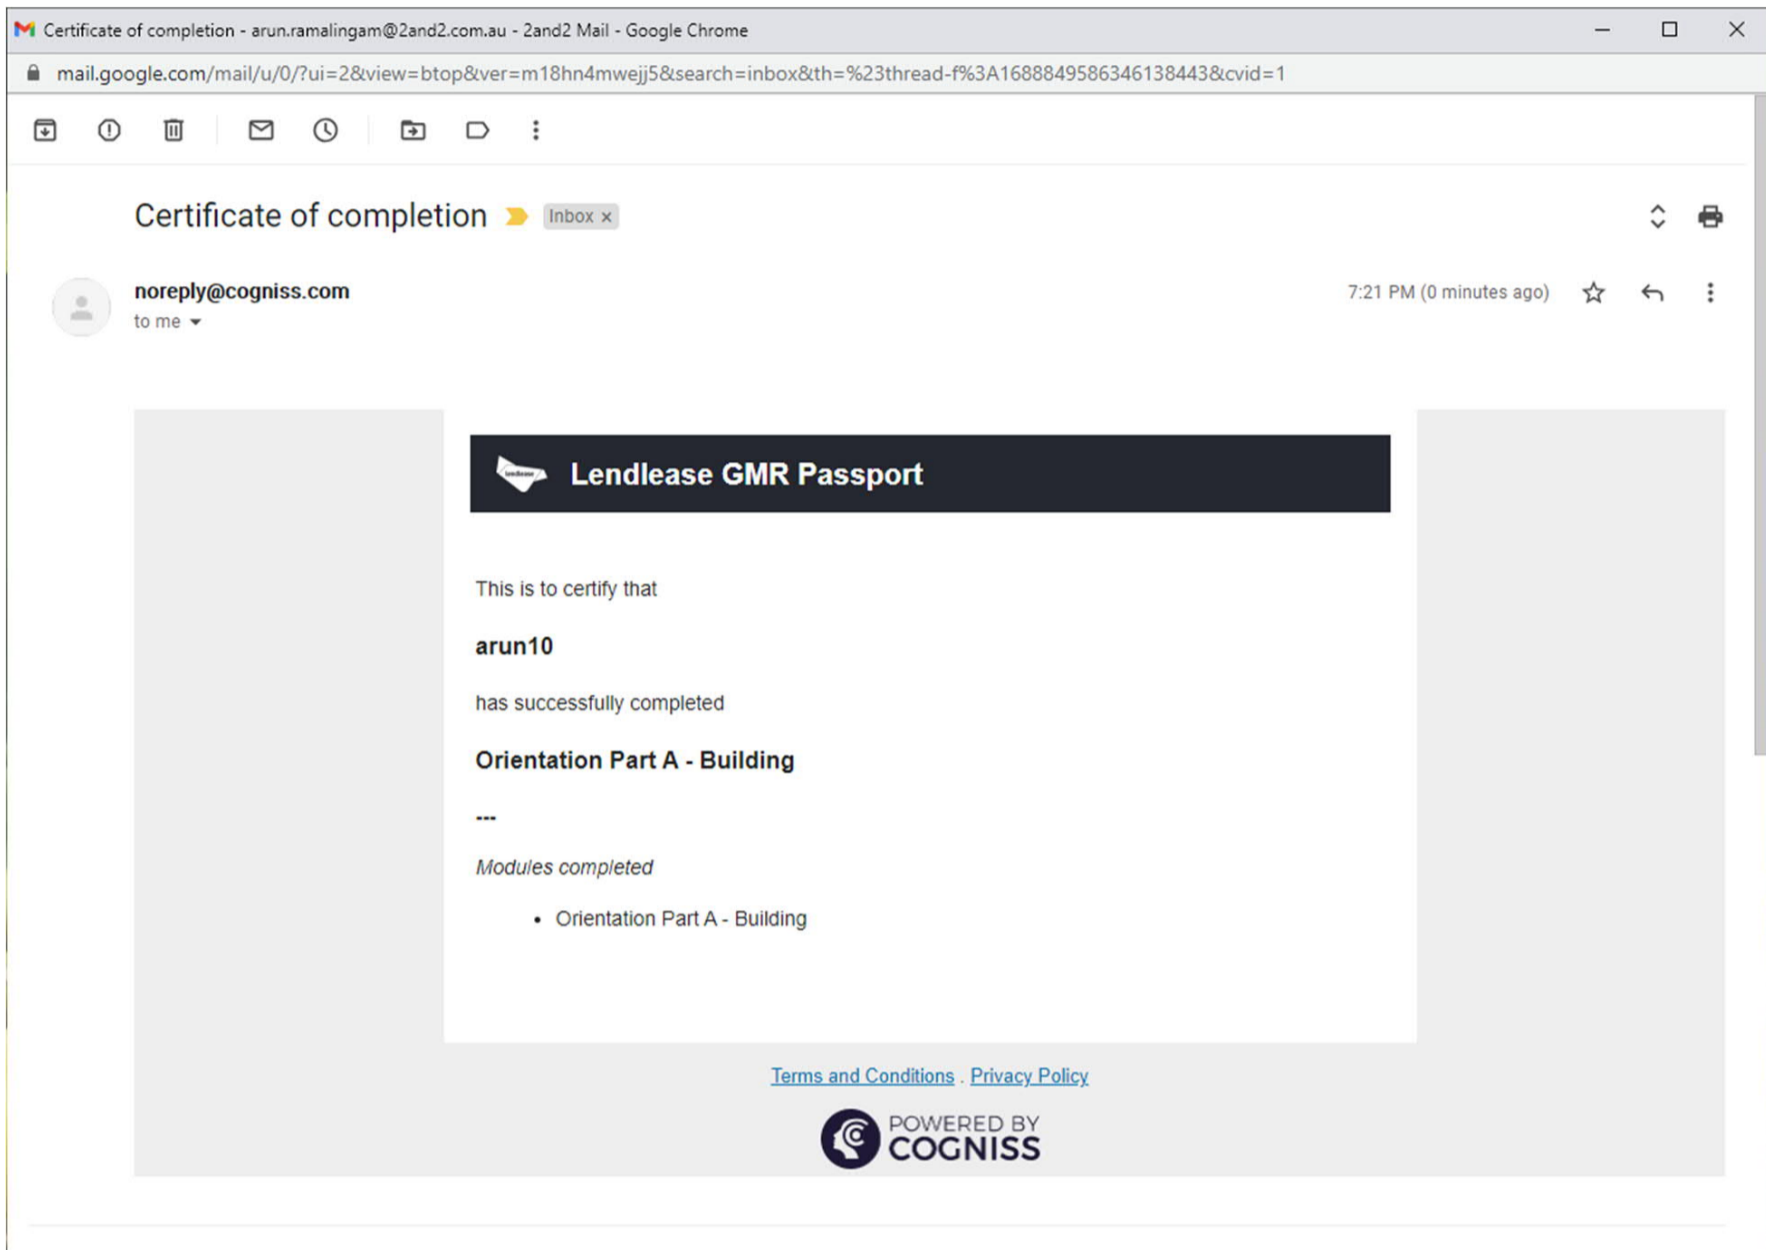 Certificate of completion - arun.ramalingam@2and2.com.au - 2and2 Mail - Google Chrome
mail.google.com/mail/u/0/?ui=2&view=btop&ver=m18hn4mwejj5&search=inbox&th=%23thread-f%3A1688849586346138443&cvid=1
Certificate of completion Inbox x
noreply@cogniss.com 7:21 PM (0 minutes ago)
to me
lendlease Lendlease GMR Passport
This is to certify that
arun10
has successfully completed
Orientation Part A - Building
---
Modules completed
• Orientation Part A - Building
Terms and Conditions . Privacy Policy
POWERED BY
COGNISS